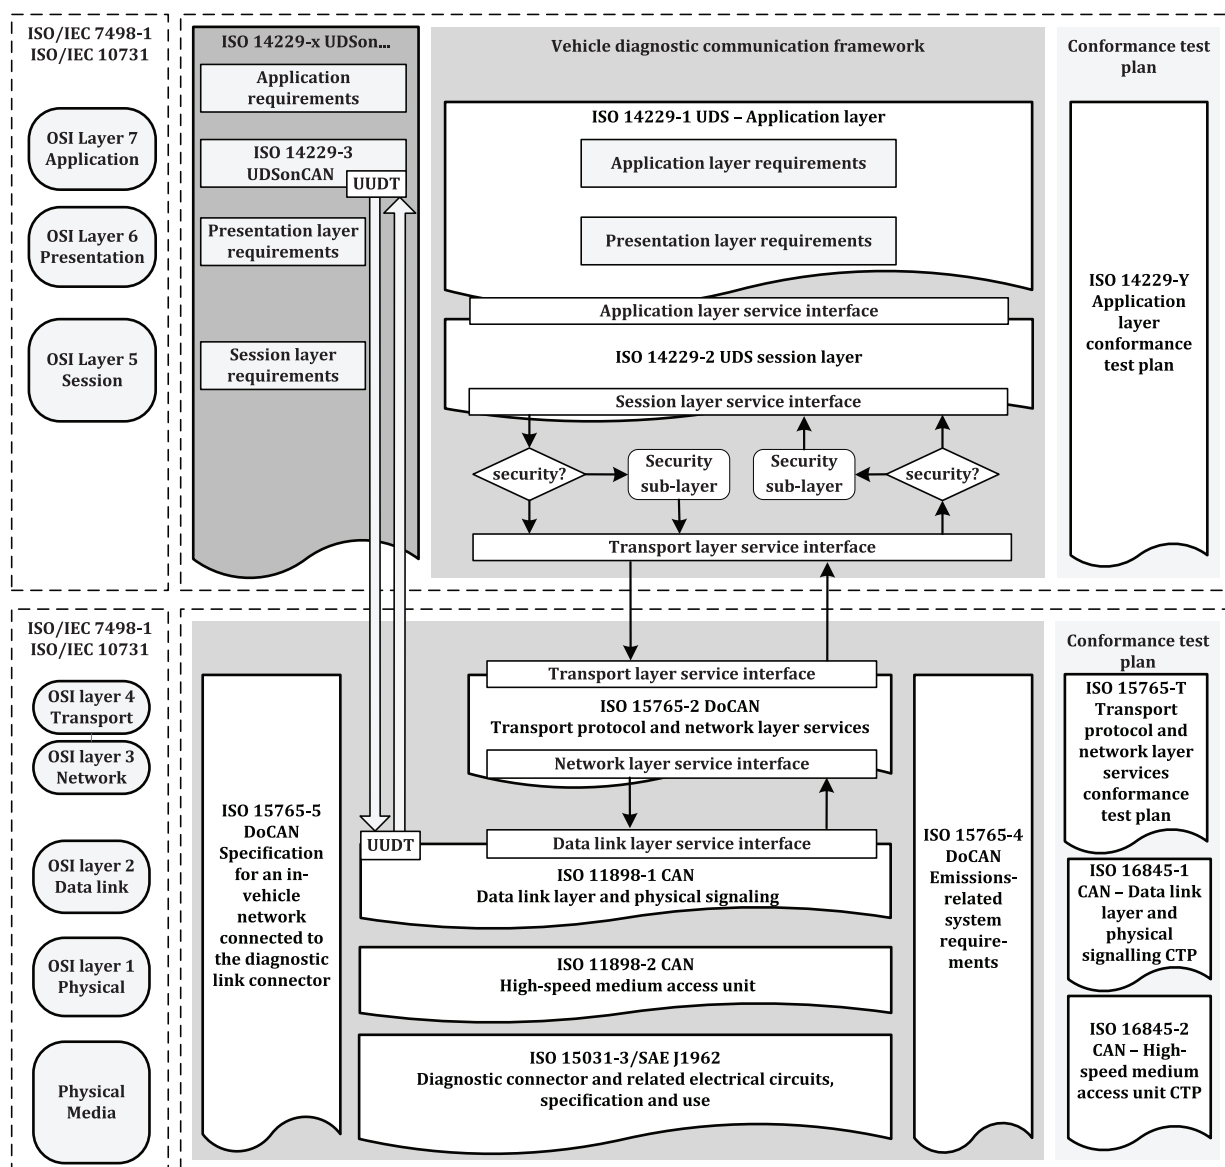 ISO/IEC 7498-1
ISO/IEC 10731
OSI Layer 7
Application
OSI Layer 6
Presentation
OSI Layer 5
Session
ISO 14229-x UDSon...
Application
requirements
ISO 14229-3
UDSonCAN
UUDT
Presentation layer
requirements
Session layer
requirements
Vehicle diagnostic communication framework
ISO 14229-1 UDS – Application layer
Application layer requirements
Presentation layer requirements
Application layer service interface
ISO 14229-2 UDS session layer
Session layer service interface
security?
Security
sub-layer
Security
sub-layer
security?
Transport layer service interface
Conformance test
plan
ISO 14229-Y
Application
layer
conformance
test plan
ISO/IEC 7498-1
ISO/IEC 10731
OSI layer 4
Transport
OSI layer 3
Network
OSI layer 2
Data link
OSI layer 1
Physical
Physical
Media
ISO 15765-5
DoCAN
Specification
for an in-
vehicle
network
connected to
the diagnostic
link connector
Transport layer service interface
ISO 15765-2 DoCAN
Transport protocol and network layer services
Network layer service interface
UUDT
Data link layer service interface
ISO 11898-1 CAN
Data link layer and physical signaling
ISO 11898-2 CAN
High-speed medium access unit
ISO 15031-3/SAE J1962
Diagnostic connector and related electrical circuits,
specification and use
ISO 15765-4
DoCAN
Emissions-
related
system
require-
ments
Conformance test
plan
ISO 15765-T
Transport
protocol and
network layer
services
conformance
test plan
ISO 16845-1
CAN – Data link
layer and
physical
signalling CTP
ISO 16845-2
CAN – High-
speed medium
access unit CTP